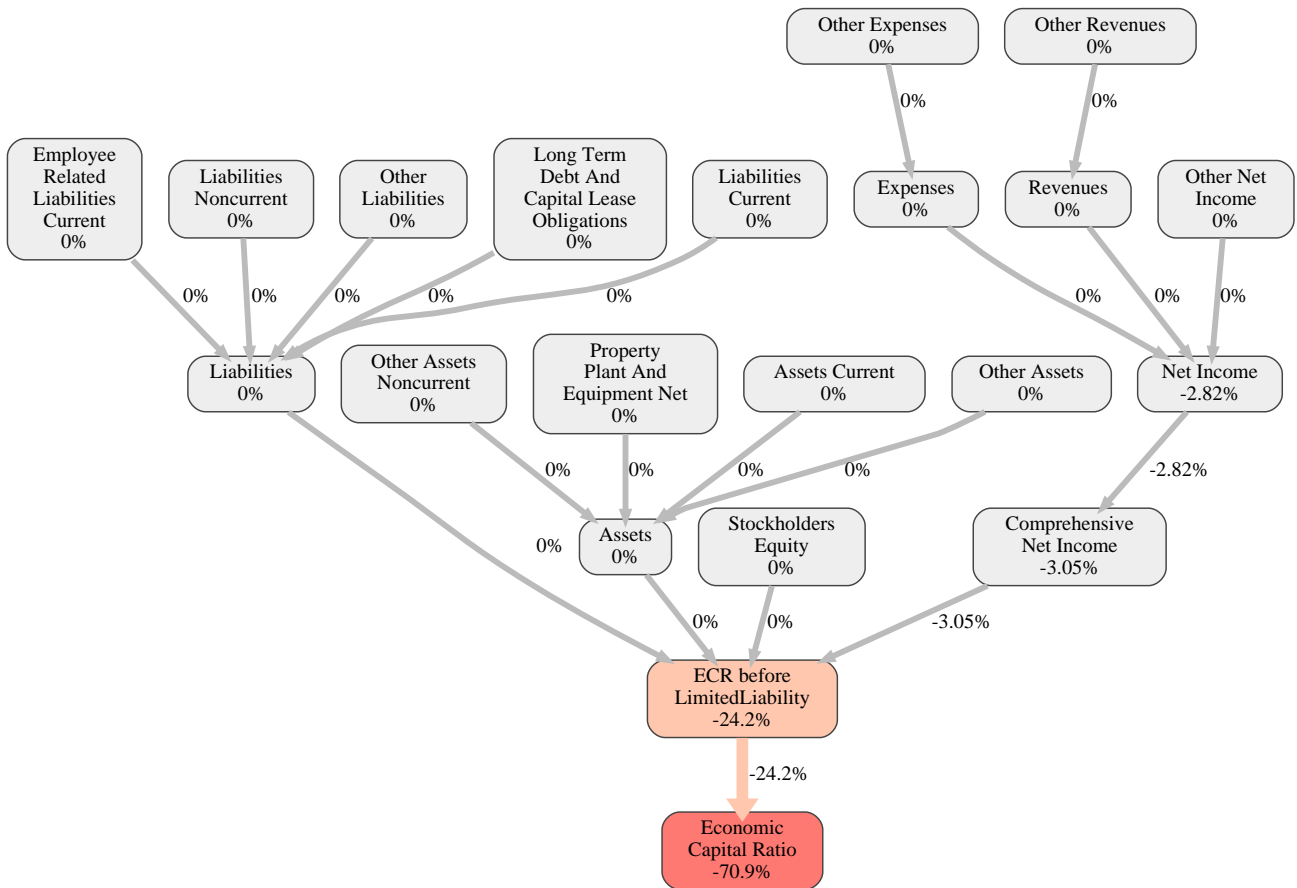 Other Expenses
0%
Other Revenues
0%
0%
0%
Employee
Related
Liabilities
Current
0%
Liabilities
Noncurrent
0%
Other
Liabilities
0%
Long Term
Debt And
Capital Lease
Obligations
0%
Liabilities
Current
0%
Expenses
0%
Revenues
0%
Other Net
Income
0%
0%
0%
0%
0%
0%
0%
0%
0%
Liabilities
0%
Other Assets
Noncurrent
0%
Property
Plant And
Equipment Net
0%
Assets Current
0%
Other Assets
0%
Net Income
-2.82%
0%
0%
0%
0%
-2.82%
0%
Assets
0%
Stockholders
Equity
0%
Comprehensive
Net Income
-3.05%
0%
0%
-3.05%
ECR before
LimitedLiability
-24.2%
-24.2%
Economic
Capital Ratio
-70.9%